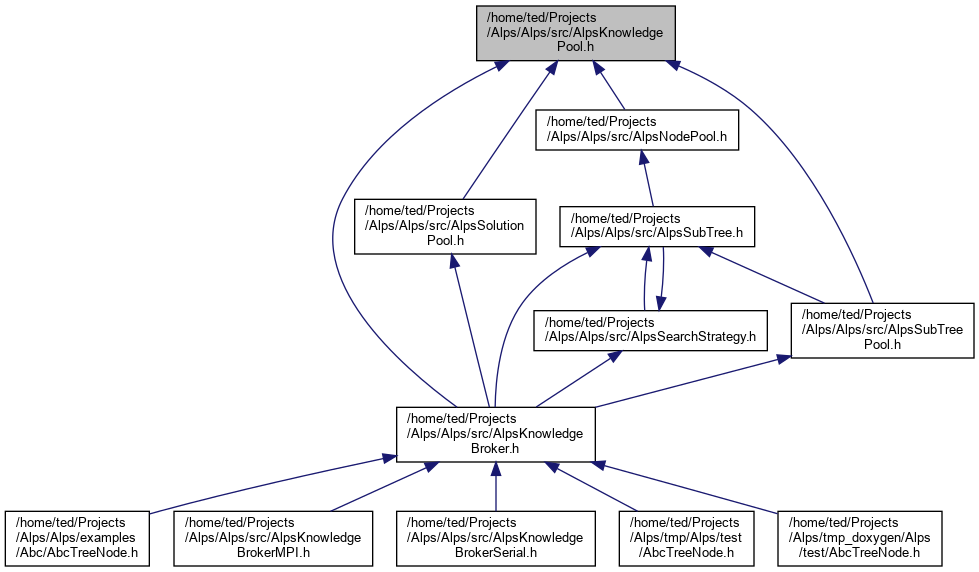 /home/ted/Projects
/Alps/Alps/src/AlpsKnowledge
Pool.h
/home/ted/Projects
/Alps/Alps/src/AlpsNodePool.h
/home/ted/Projects
/Alps/Alps/src/AlpsSolution
Pool.h
/home/ted/Projects
/Alps/Alps/src/AlpsSubTree.h
/home/ted/Projects
/Alps/Alps/src/AlpsSearchStrategy.h
/home/ted/Projects
/Alps/Alps/src/AlpsSubTree
Pool.h
/home/ted/Projects
/Alps/Alps/src/AlpsKnowledge
Broker.h
/home/ted/Projects
/Alps/Alps/examples
/Abc/AbcTreeNode.h
/home/ted/Projects
/Alps/Alps/src/AlpsKnowledge
BrokerMPI.h
/home/ted/Projects
/Alps/Alps/src/AlpsKnowledge
BrokerSerial.h
/home/ted/Projects
/Alps/tmp/Alps/test
/AbcTreeNode.h
/home/ted/Projects
/Alps/tmp_doxygen/Alps
/test/AbcTreeNode.h